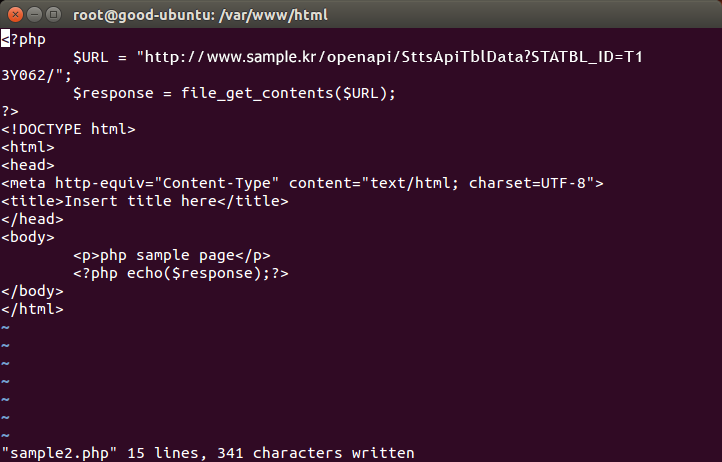 root@good-ubuntu: /var/www/html
<?php
        $URL = "http://www.sample.kr/openapi/SttsApiTblData?STATBL_ID=T1
3Y062/";
        $response = file_get_contents($URL);
?>
<!DOCTYPE html>
<html>
<head>
<meta http-equiv="Content-Type" content="text/html; charset=UTF-8">
<title>Insert title here</title>
</head>
<body>
        <p>php sample page</p>
        <?php echo($response);?>
</body>
</html>
~
~
~
~
~
~
~
"sample2.php" 15 lines, 341 characters written